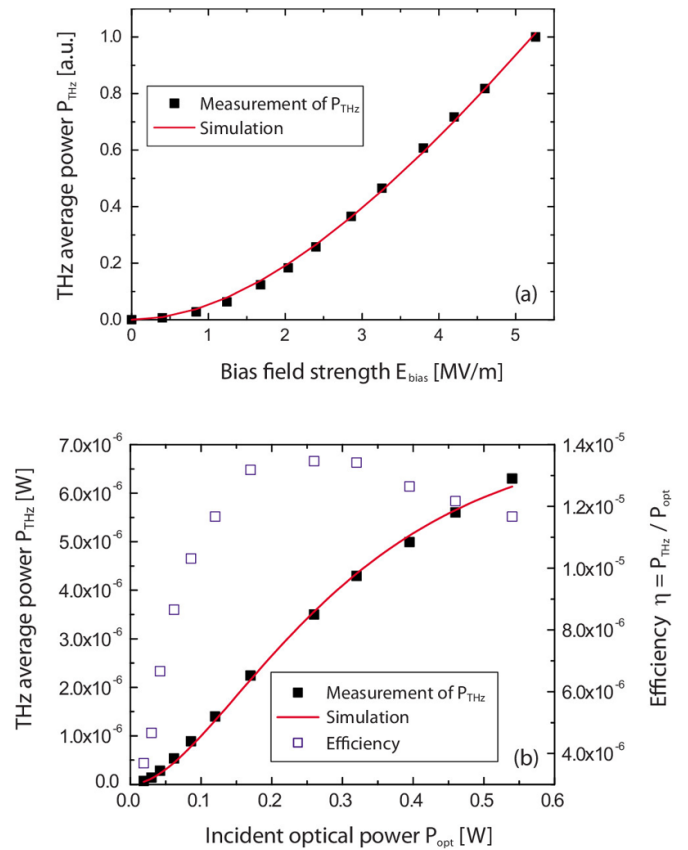 1.0
0.8
0.6
0.4
0.2
0.0
THz average power P_THz [a.u.]
Measurement of P_THz
Simulation
(a)
0 1 2 3 4 5
Bias field strength E_bias [MV/m]
7.0x10⁻⁶
6.0x10⁻⁶
5.0x10⁻⁶
4.0x10⁻⁶
3.0x10⁻⁶
2.0x10⁻⁶
1.0x10⁻⁶
0.0
THz average power P_THz [W]
1.4x10⁻⁵
1.2x10⁻⁵
1.0x10⁻⁵
8.0x10⁻⁶
6.0x10⁻⁶
4.0x10⁻⁶
Efficiency η = P_THz / P_opt
Measurement of P_THz
Simulation
Efficiency
(b)
0.0 0.1 0.2 0.3 0.4 0.5 0.6
Incident optical power P_opt [W]